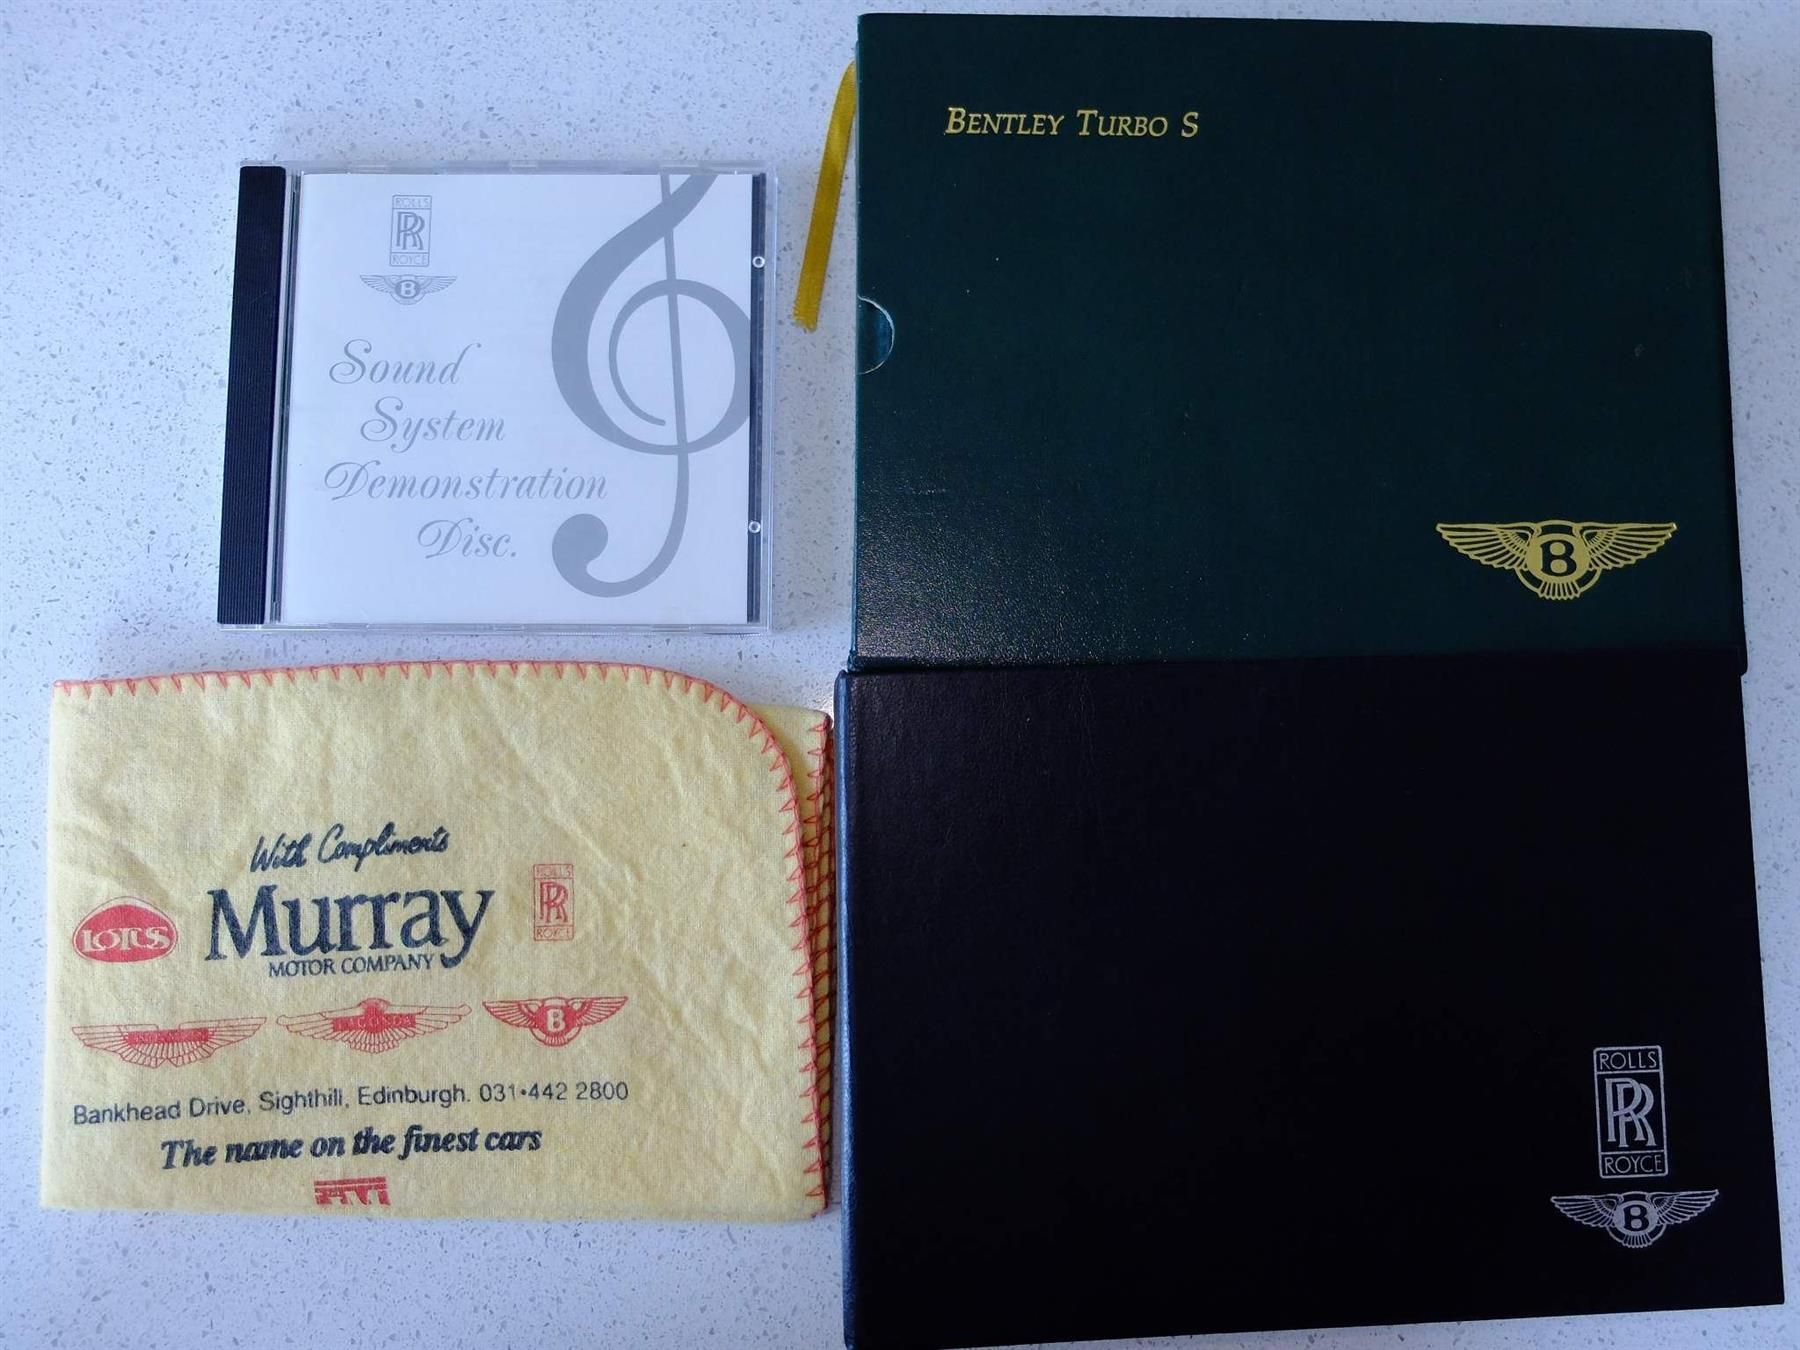 BENTLEY TURBO S
B
ROLLS
RR
ROYCE
B
Sound
System
Demonstration
Disc.
With Compliments
LOTUS
Murray
MOTOR COMPANY
ROLLS
RR
ROYCE
LAGONDA
B
Bankhead Drive, Sighthill, Edinburgh. 031•442 2800
The name on the finest cars
ROLLS
RR
ROYCE
B